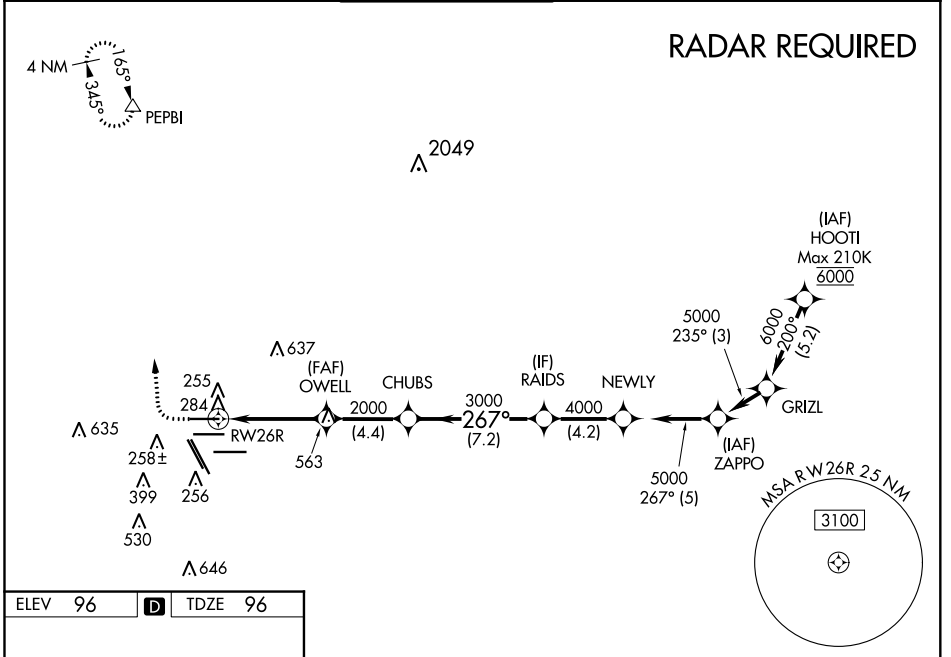 RADAR REQUIRED
4 NM
165°
345°
PEPBI
2049
(IAF)
HOOTI
Max 210K
6000
6000
200°
(5.2)
5000
235° (3)
GRIZL
637
(FAF)
OWELL
CHUBS
(IF)
RAIDS
NEWLY
255
284
2000
(4.4)
3000
267°
(7.2)
4000
(4.2)
RW26R
635
258±
563
(IAF)
ZAPPO
5000
267° (5)
399
256
530
646
MSA RW26R 25 NM
3100
ELEV 96
D
TDZE 96